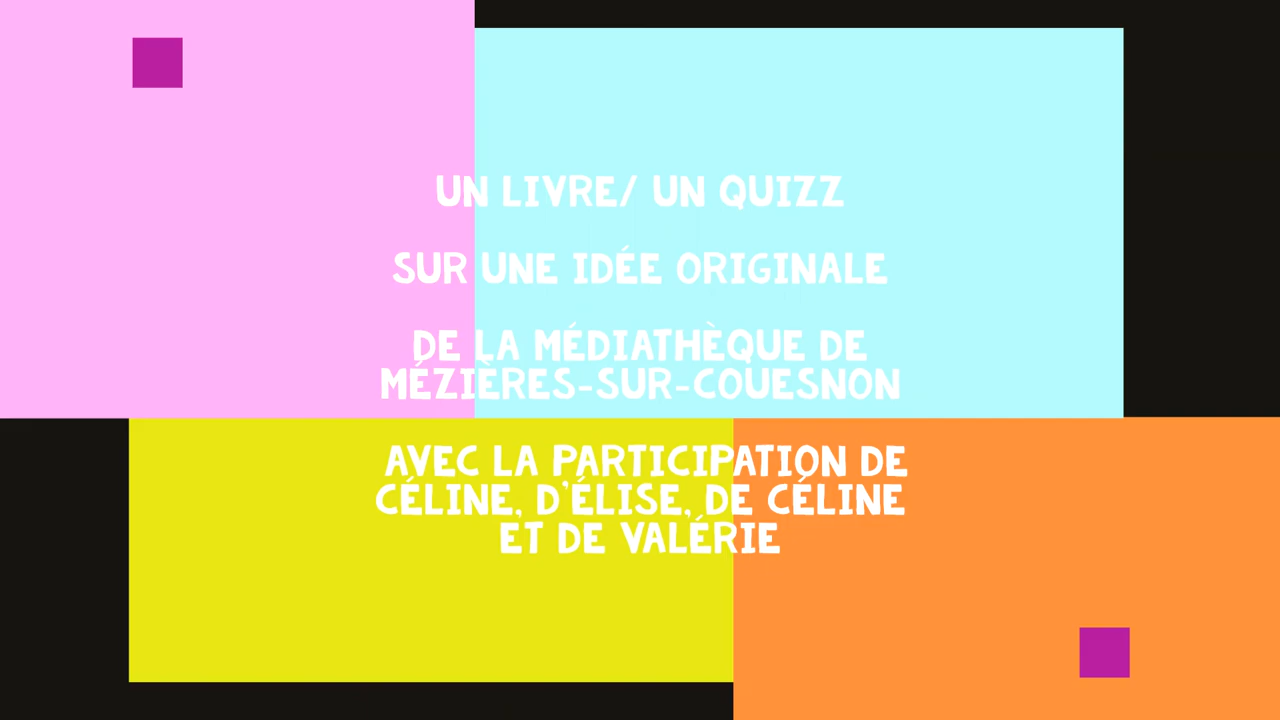 UN LIVRE/ UN QUIZZ
SUR UNE IDÉE ORIGINALE
DE LA MÉDIATHÈQUE DE
MÉZIÈRES-SUR-COUESNON
AVEC LA PARTICIPATION DE
CÉLINE, D'ÉLISE, DE CÉLINE
ET DE VALÉRIE